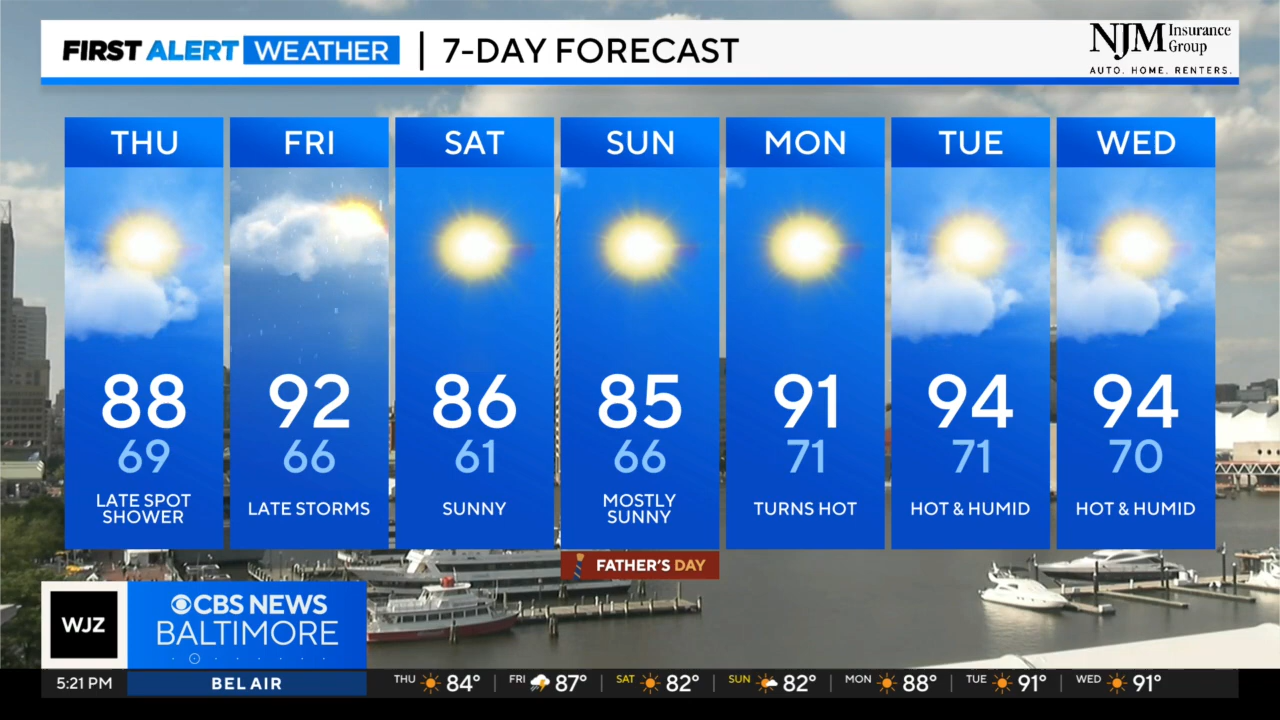 FIRST ALERT WEATHER | 7-DAY FORECAST
NJM Insurance Group
AUTO. HOME. RENTERS.
THU
88
69
LATE SPOT
SHOWER
FRI
92
66
LATE STORMS
SAT
86
61
SUNNY
SUN
85
66
MOSTLY
SUNNY
FATHER'S DAY
MON
91
71
TURNS HOT
TUE
94
71
HOT & HUMID
WED
94
70
HOT & HUMID
WJZ
CBS NEWS
BALTIMORE
5:21 PM
BEL AIR
THU 84° | FRI 87° | SAT 82° | SUN 82° | MON 88° | TUE 91° | WED 91°